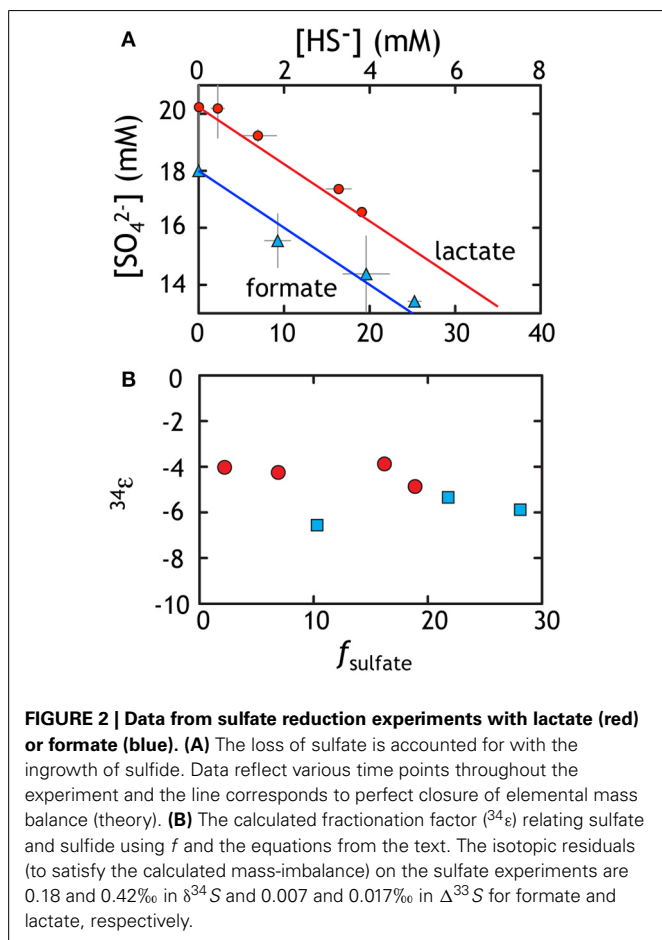 A
[HS-] (mM)
0 2 4 6 8
20
18
16
14
[SO₄²⁻] (mM)
lactate
formate
0 10 20 30 40
B
0
-2
-4
-6
-8
-10
³⁴ε
0 10 20 30
fsulfate
FIGURE 2 | Data from sulfate reduction experiments with lactate (red)
or formate (blue). (A) The loss of sulfate is accounted for with the
ingrowth of sulfide. Data reflect various time points throughout the
experiment and the line corresponds to perfect closure of elemental mass
balance (theory). (B) The calculated fractionation factor (³⁴ε) relating sulfate
and sulfide using f and the equations from the text. The isotopic residuals
(to satisfy the calculated mass-imbalance) on the sulfate experiments are
0.18 and 0.42‰ in δ³⁴S and 0.007 and 0.017‰ in Δ³³S for formate and
lactate, respectively.